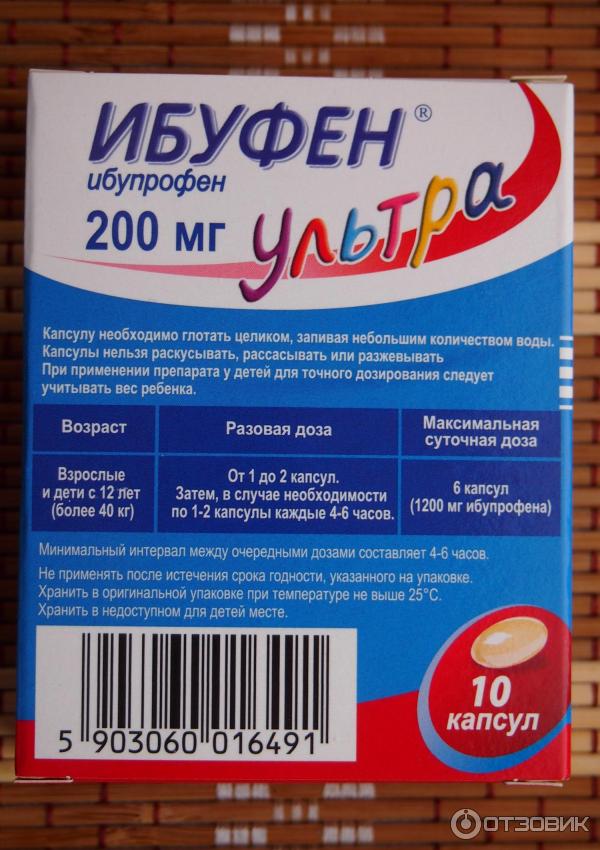 ИБУФЕН®
ибупрофен
200 мг ультра
Капсулу необходимо глотать целиком, запивая небольшим количеством воды.
Капсулы нельзя раскусывать, рассасывать или разжевывать
При применении препарата у детей для точного дозирования следует
учитывать вес ребенка.
Возраст
Разовая доза
Максимальная
суточная доза
Взрослые
и дети с 12 лет
(более 40 кг)
От 1 до 2 капсул.
Затем, в случае необходимости
по 1-2 капсулы каждые 4-6 часов.
6 капсул
(1200 мг ибупрофена)
Минимальный интервал между очередными дозами составляет 4-6 часов.
Не применять после истечения срока годности, указанного на упаковке.
Хранить в оригинальной упаковке при температуре не выше 25°C.
Хранить в недоступном для детей месте.
5 903060 016491
10
капсул
ОТЗОВИК